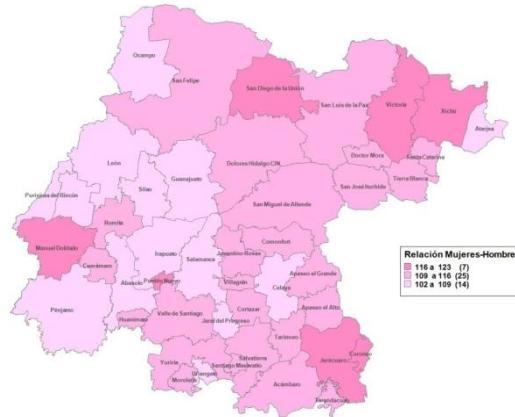 Ocampo
San Felipe
San Diego de la Unión
San Luis de la Paz
Victoria
Xichú
Atarjea
León
Guanajuato
Dolores Hidalgo CIN
Doctor Mora
Santa Catarina
Tierra Blanca
San José Iturbide
Purísima del Rincón
Silao
San Miguel de Allende
Romita
Manuel Doblado
Irapuato
Salamanca
Comonfort
Cuerámaro
Juventino Rosas
Apaseo el Grande
Abasolo
Pueblo Nuevo
Villagrán
Celaya
Pénjamo
Huanímaro
Valle de Santiago
Cortazar
Apaseo el Alto
Jaral del Progreso
Tarimoro
Jerécuaro
Coroneo
Yuriria
Salvatierra
Santiago Maravatío
Uriangato
Moroleón
Acámbaro
Tarandacuao
Relación Mujeres-Hombre
116 a 123 (7)
109 a 116 (25)
102 a 109 (14)